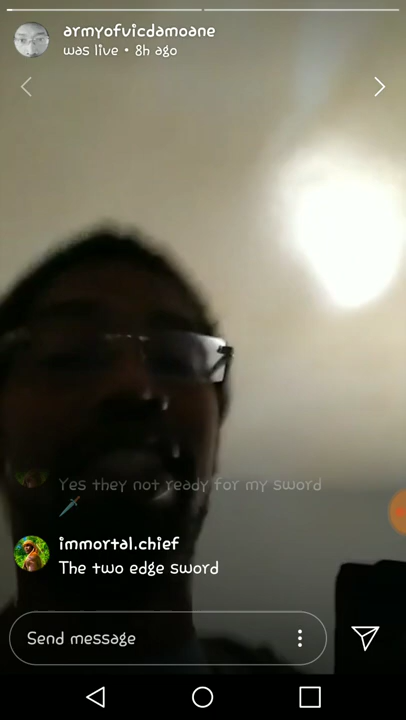 armyofvicdamoane
was live • 8h ago
Yes they not ready for my sword
🗡
immortal.chief
The two edge sword
Send message